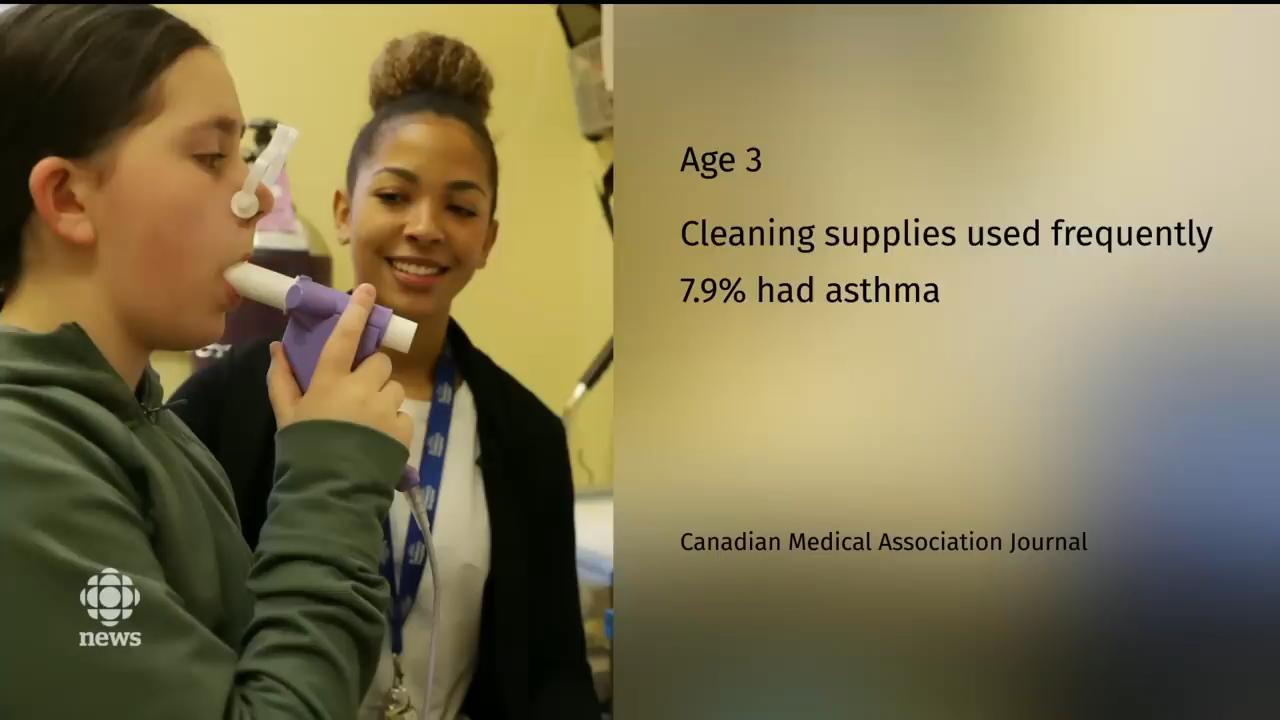 Age 3
Cleaning supplies used frequently
7.9% had asthma
Canadian Medical Association Journal
news